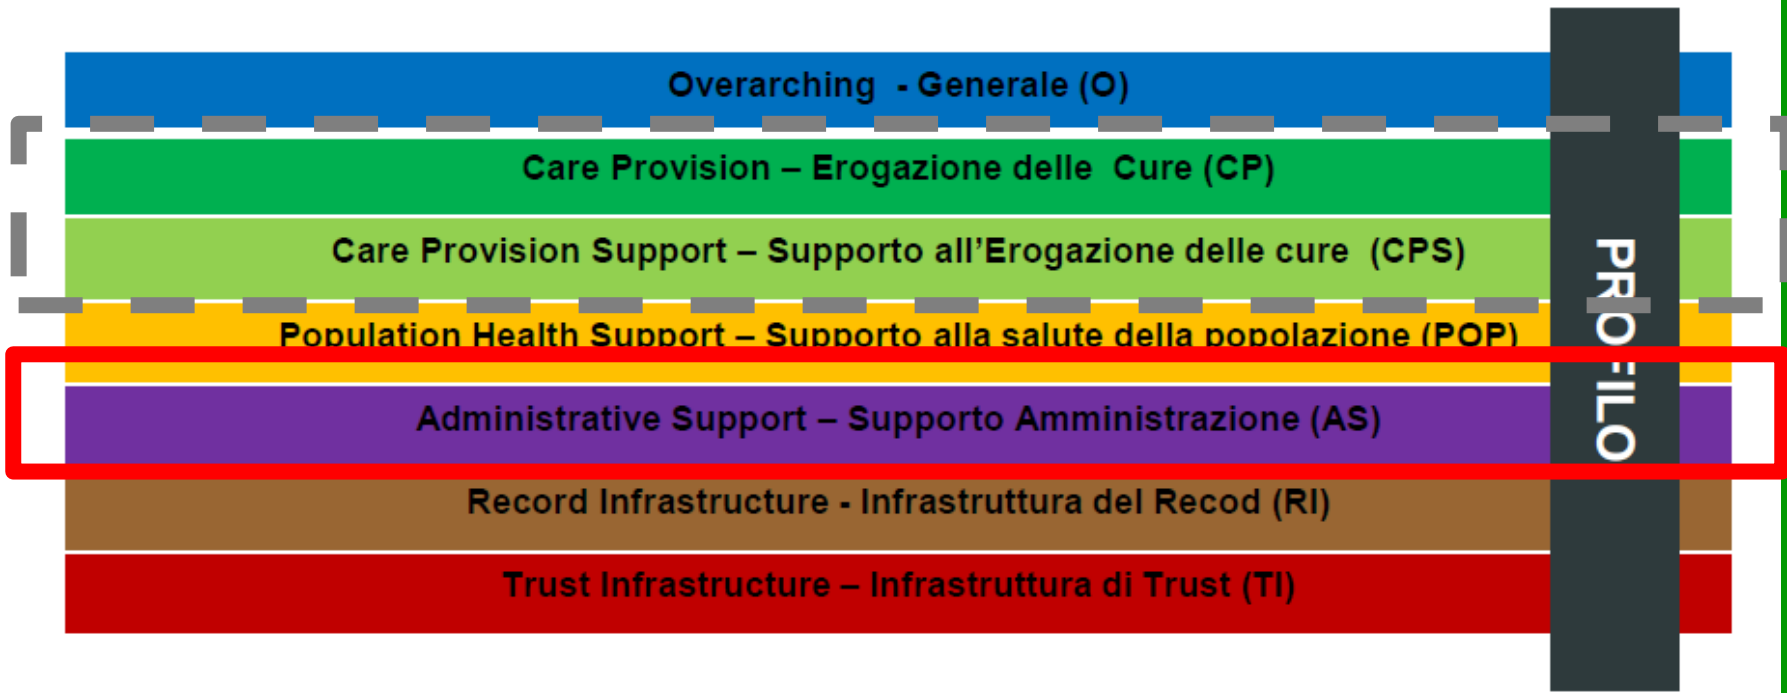 Overarching - Generale (O)
Care Provision – Erogazione delle Cure (CP)
Care Provision Support – Supporto all'Erogazione delle cure (CPS)
Population Health Support – Supporto alla salute della popolazione (POP)
Administrative Support – Supporto Amministrazione (AS)
Record Infrastructure - Infrastruttura del Recod (RI)
Trust Infrastructure – Infrastruttura di Trust (TI)
PROFILO